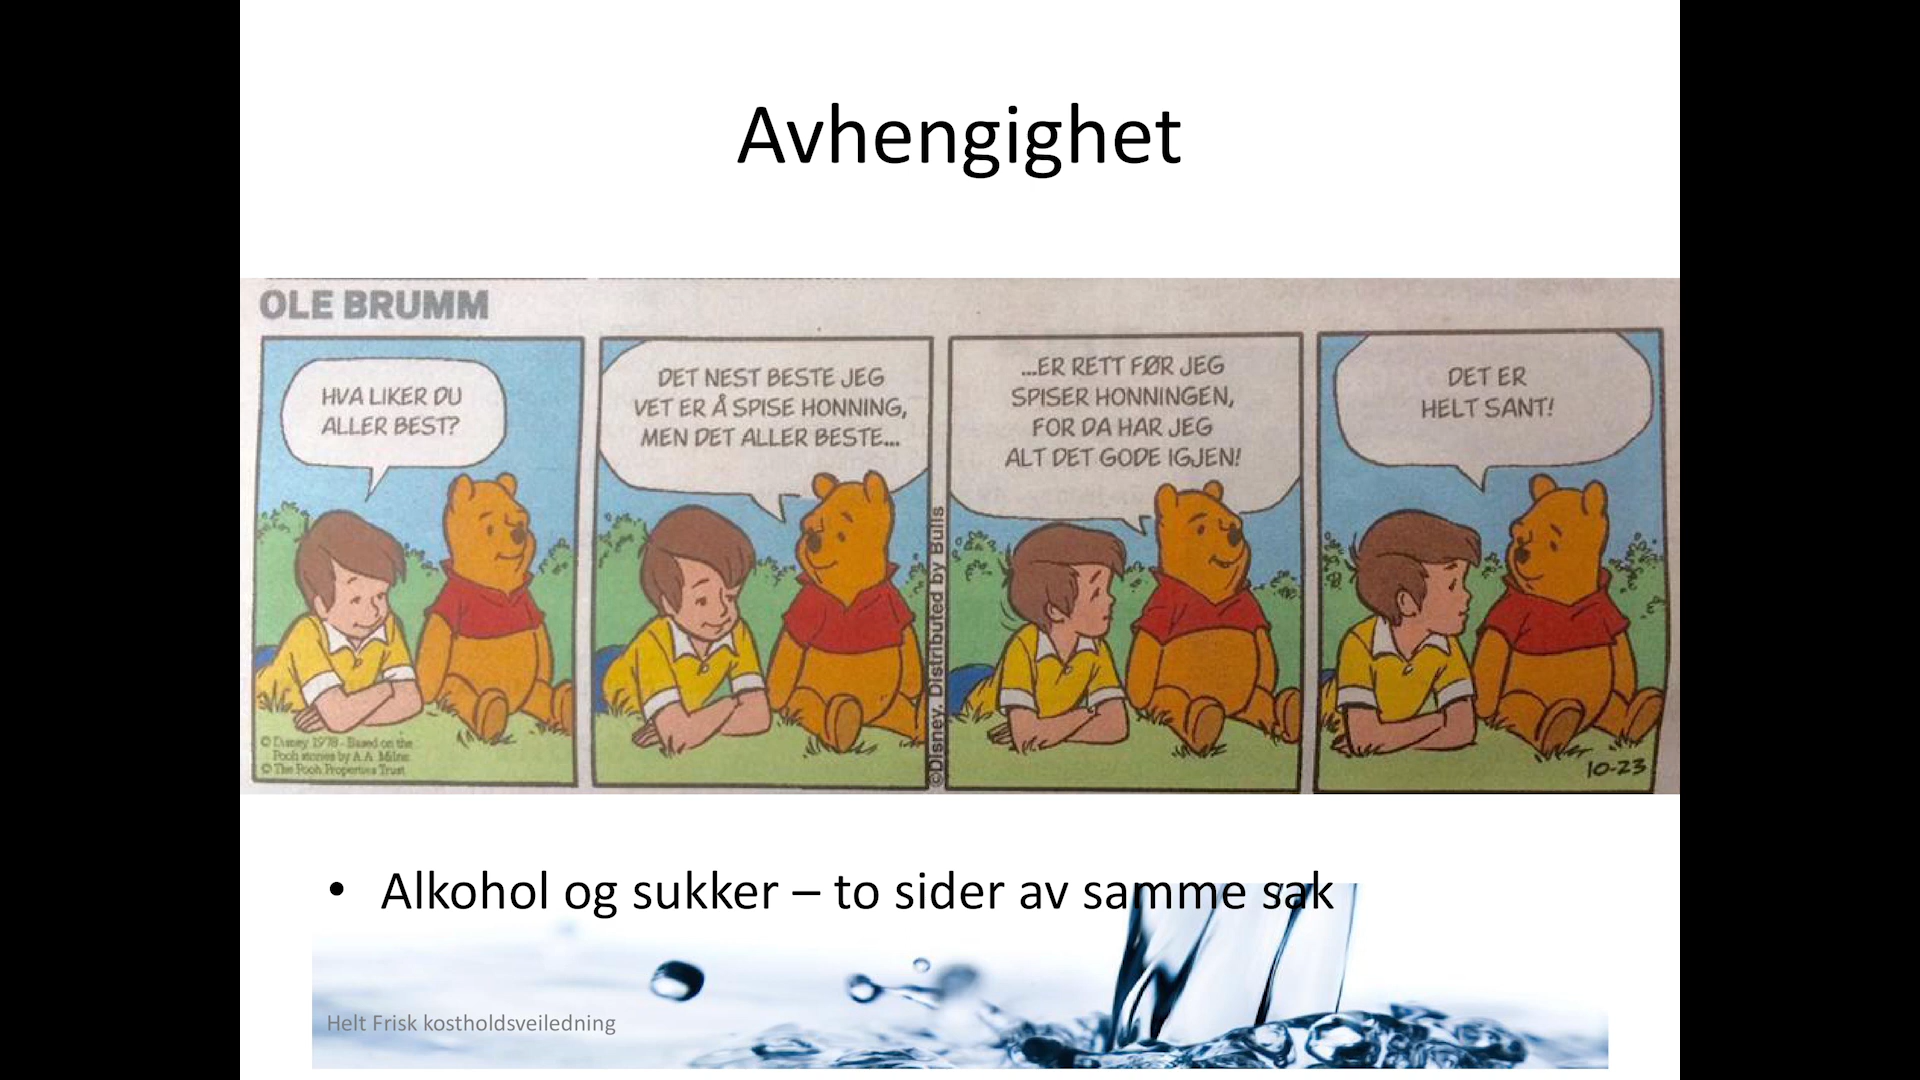 Avhengighet
OLE BRUMM
HVA LIKER DU
ALLER BEST?
DET NEST BESTE JEG
VET ER Å SPISE HONNING,
MEN DET ALLER BESTE...
...ER RETT FØR JEG
SPISER HONNINGEN,
FOR DA HAR JEG
ALT DET GODE IGJEN!
DET ER
HELT SANT!
© Disney 1978 - Based on the
Pooh stories by A.A. Milne
© The Pooh Properties Trust
©Disney. Distributed by Bulls
10-23
• Alkohol og sukker – to sider av samme sak
Helt Frisk kostholdsveiledning